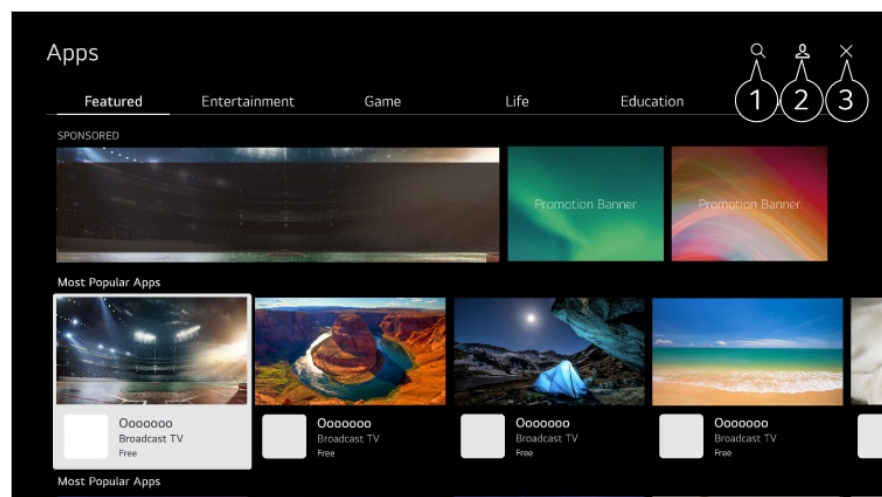 Apps
1 2 3
Featured Entertainment Game Life Education
SPONSORED
Promotion Banner Promotion Banner
Most Popular Apps
Ooooooo Ooooooo Ooooooo Ooooooo
Broadcast TV Broadcast TV Broadcast TV Broadcast TV
Free Free Free Free
Most Popular Apps